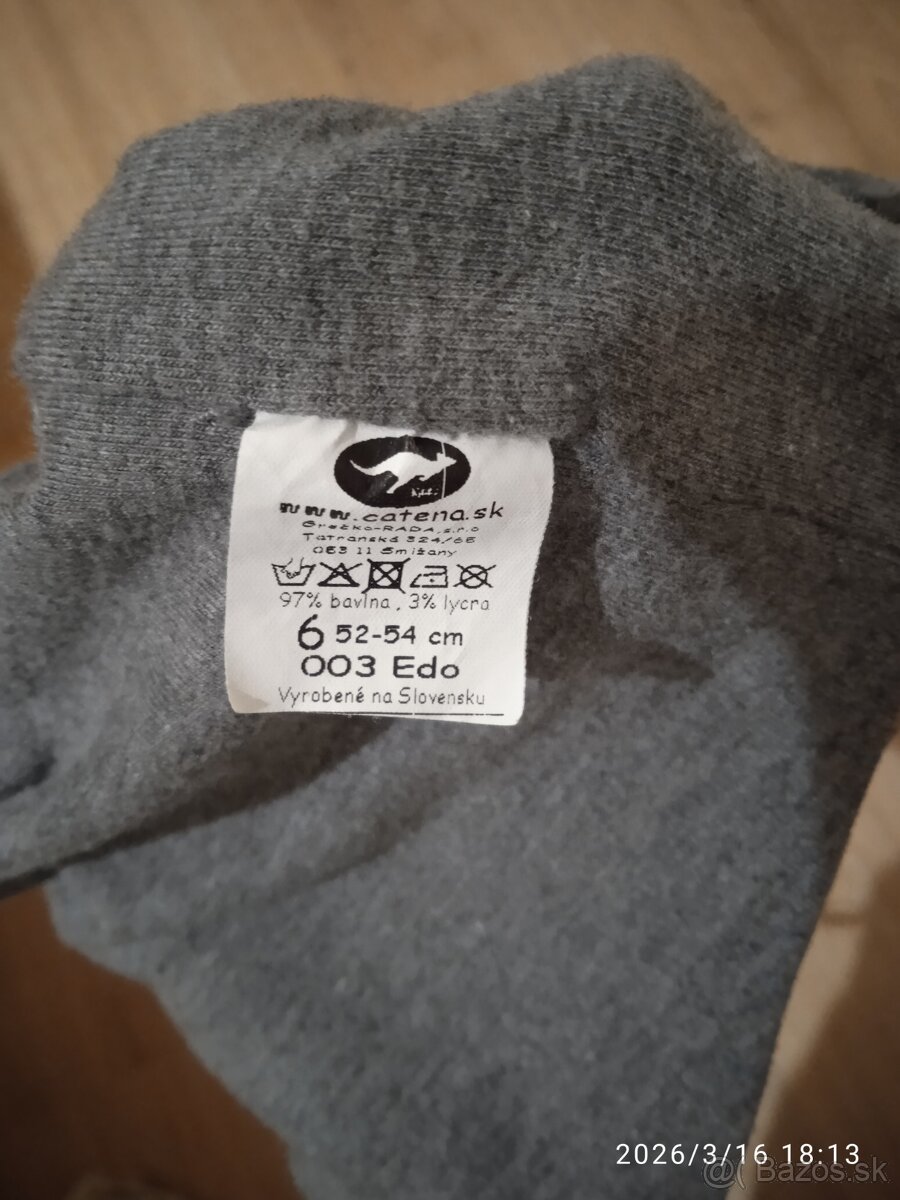 www.catena.sk
Grečko-RADA, s.r.o
Tatranská 324/66
053 11 Smižany
97% bavlna, 3% lycra
6 52-54 cm
003 Edo
Vyrobené na Slovensku
2026/3/16 18:13
@ Bazos.sk